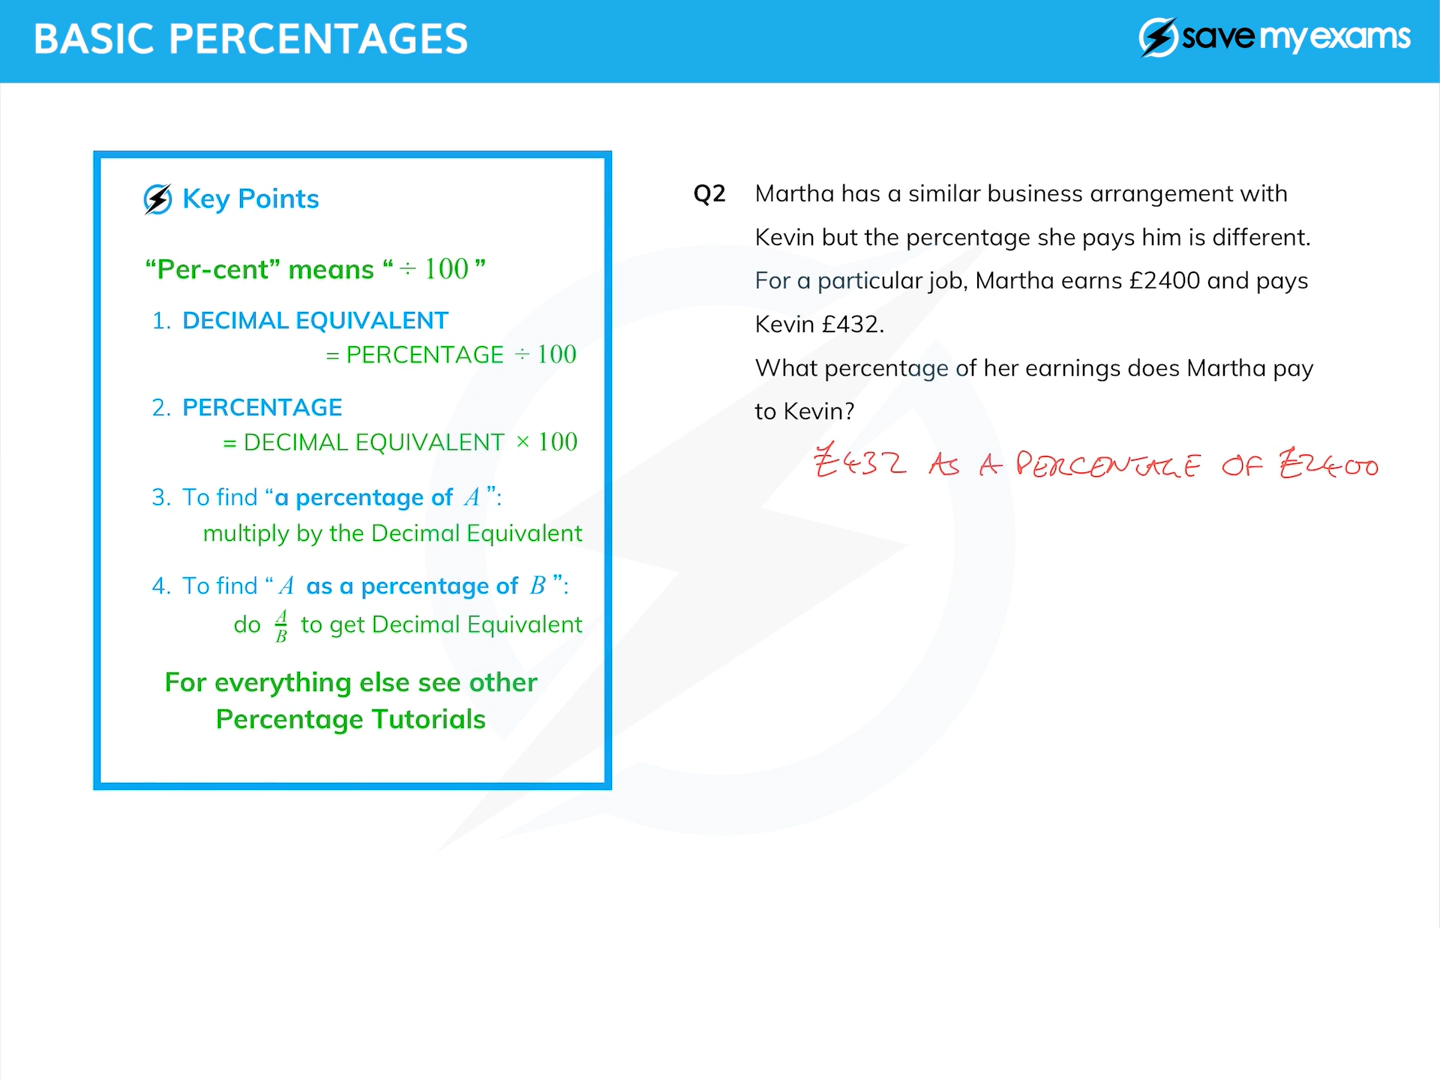 BASIC PERCENTAGES
save my exams
Key Points
“Per-cent” means “ ÷ 100 ”
1. DECIMAL EQUIVALENT
= PERCENTAGE ÷ 100
2. PERCENTAGE
= DECIMAL EQUIVALENT × 100
3. To find “a percentage of A ”:
multiply by the Decimal Equivalent
4. To find “ A as a percentage of B ”:
do A/B to get Decimal Equivalent
For everything else see other
Percentage Tutorials
Q2 Martha has a similar business arrangement with
Kevin but the percentage she pays him is different.
For a particular job, Martha earns £2400 and pays
Kevin £432.
What percentage of her earnings does Martha pay
to Kevin?
£432 AS A PERCENTAGE OF £2400